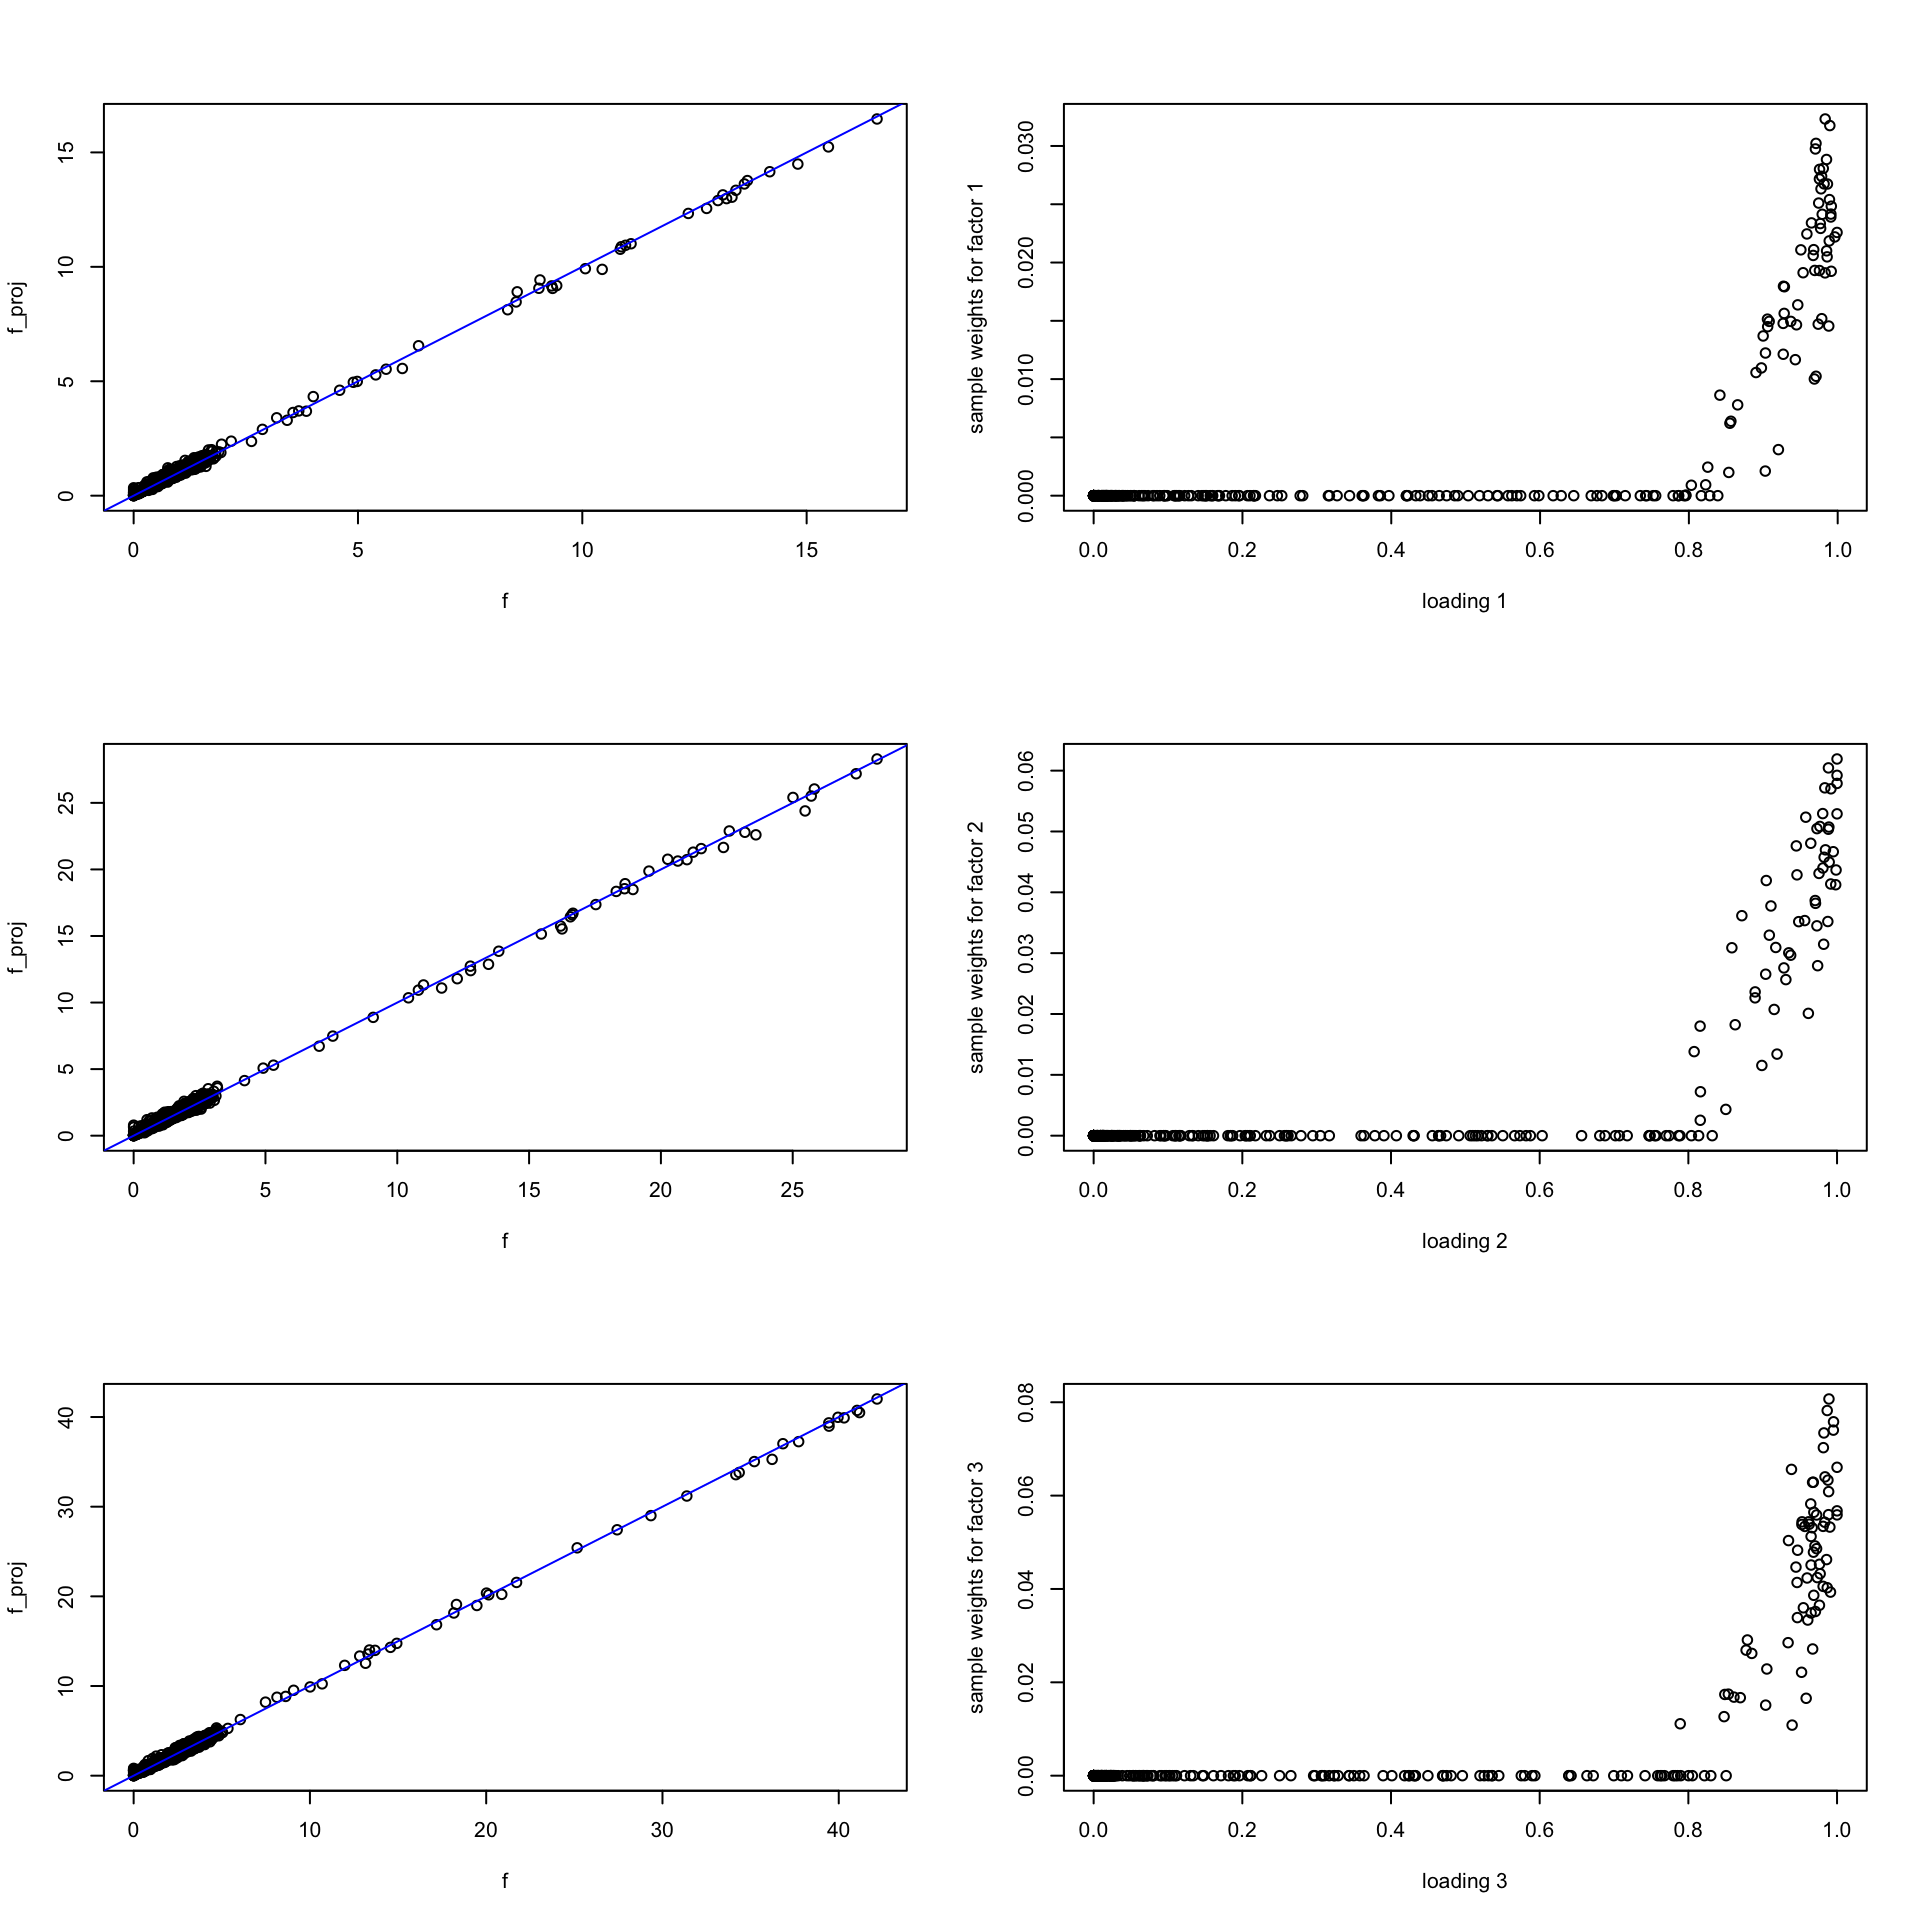 f_proj
15
10
5
0
0 5 10 15
f
sample weights for factor 1
0.030
0.020
0.010
0.000
0.0 0.2 0.4 0.6 0.8 1.0
loading 1
f_proj
25
20
15
10
5
0
0 5 10 15 20 25
f
sample weights for factor 2
0.06
0.05
0.04
0.03
0.02
0.01
0.00
0.0 0.2 0.4 0.6 0.8 1.0
loading 2
f_proj
40
30
20
10
0
0 10 20 30 40
f
sample weights for factor 3
0.08
0.06
0.04
0.02
0.00
0.0 0.2 0.4 0.6 0.8 1.0
loading 3